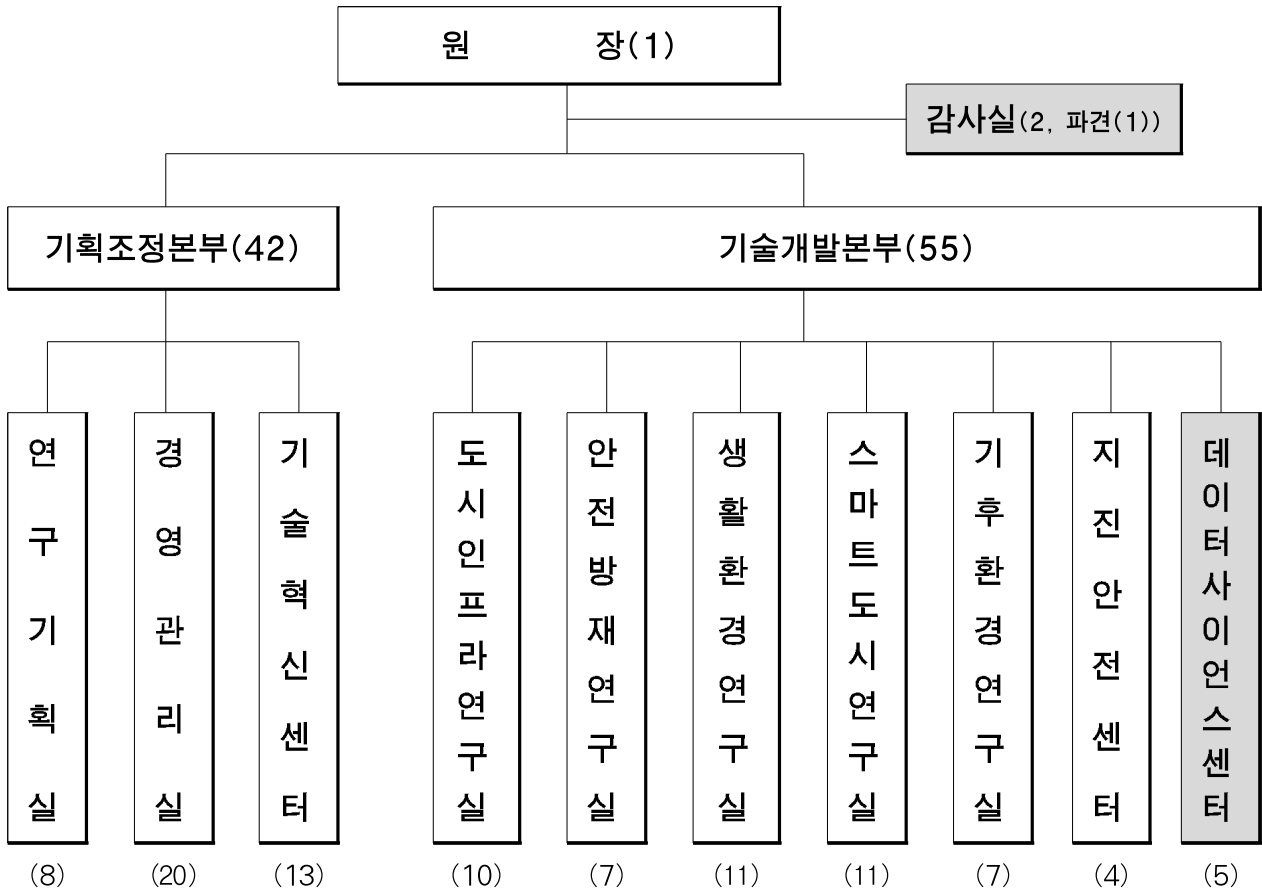 원 장(1)
감사실(2, 파견(1))
기획조정본부(42)
기술개발본부(55)
연구기획실
경영관리실
기술혁신센터
도시인프라연구실
안전방재연구실
생활환경연구실
스마트도시연구실
기후환경연구실
지진안전센터
데이터사이언스센터
(8) (20) (13) (10) (7) (11) (11) (7) (4) (5)